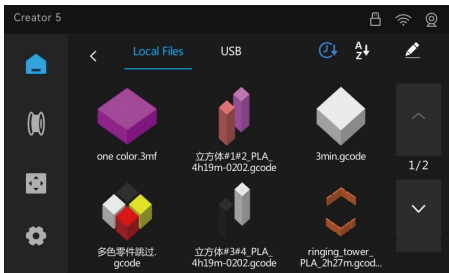 Creator 5
Local Files
USB
A
Z
one color.3mf
立方体#1#2_PLA_
4h19m-0202.gcode
3min.gcode
1/2
多色零件跳过.
gcode
立方体#3#4_PLA_
4h19m-0202.gcode
ringing_tower_
PLA_2h27m.gcod...